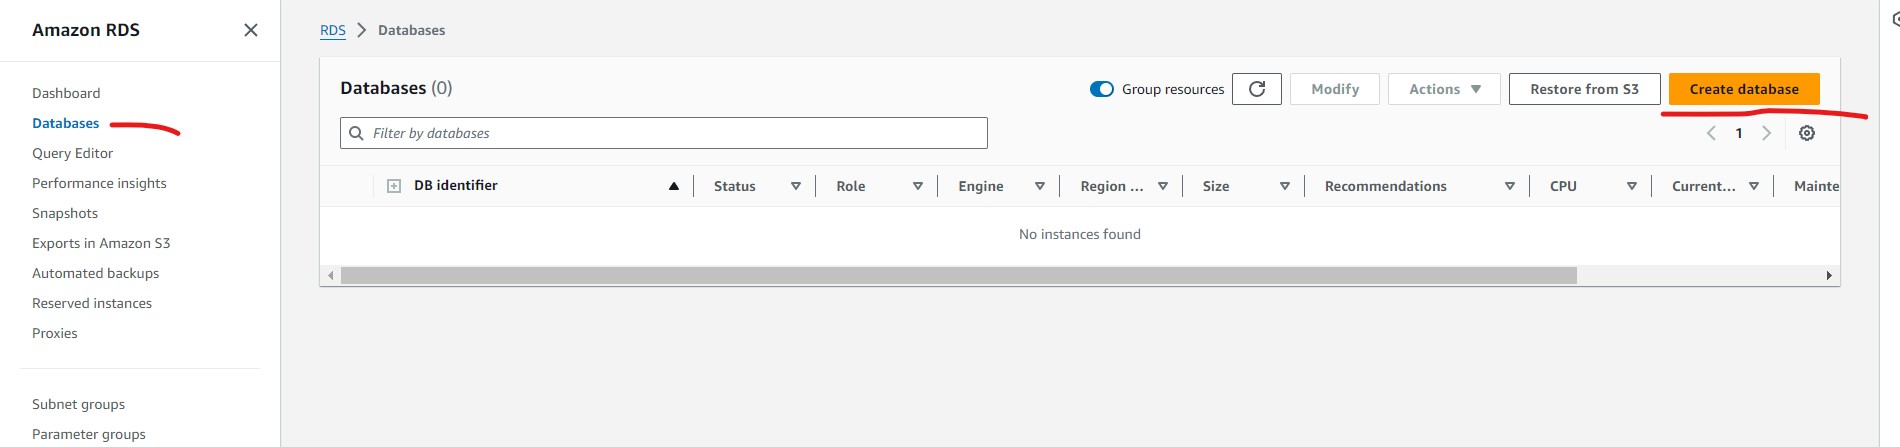 Amazon RDS
RDS > Databases
Dashboard
Databases
Query Editor
Performance insights
Snapshots
Exports in Amazon S3
Automated backups
Reserved instances
Proxies
Subnet groups
Parameter groups
Databases (0)
Group resources
Modify
Actions
Restore from S3
Create database
Filter by databases
1
DB identifier
Status
Role
Engine
Region ...
Size
Recommendations
CPU
Current...
Mainte
No instances found